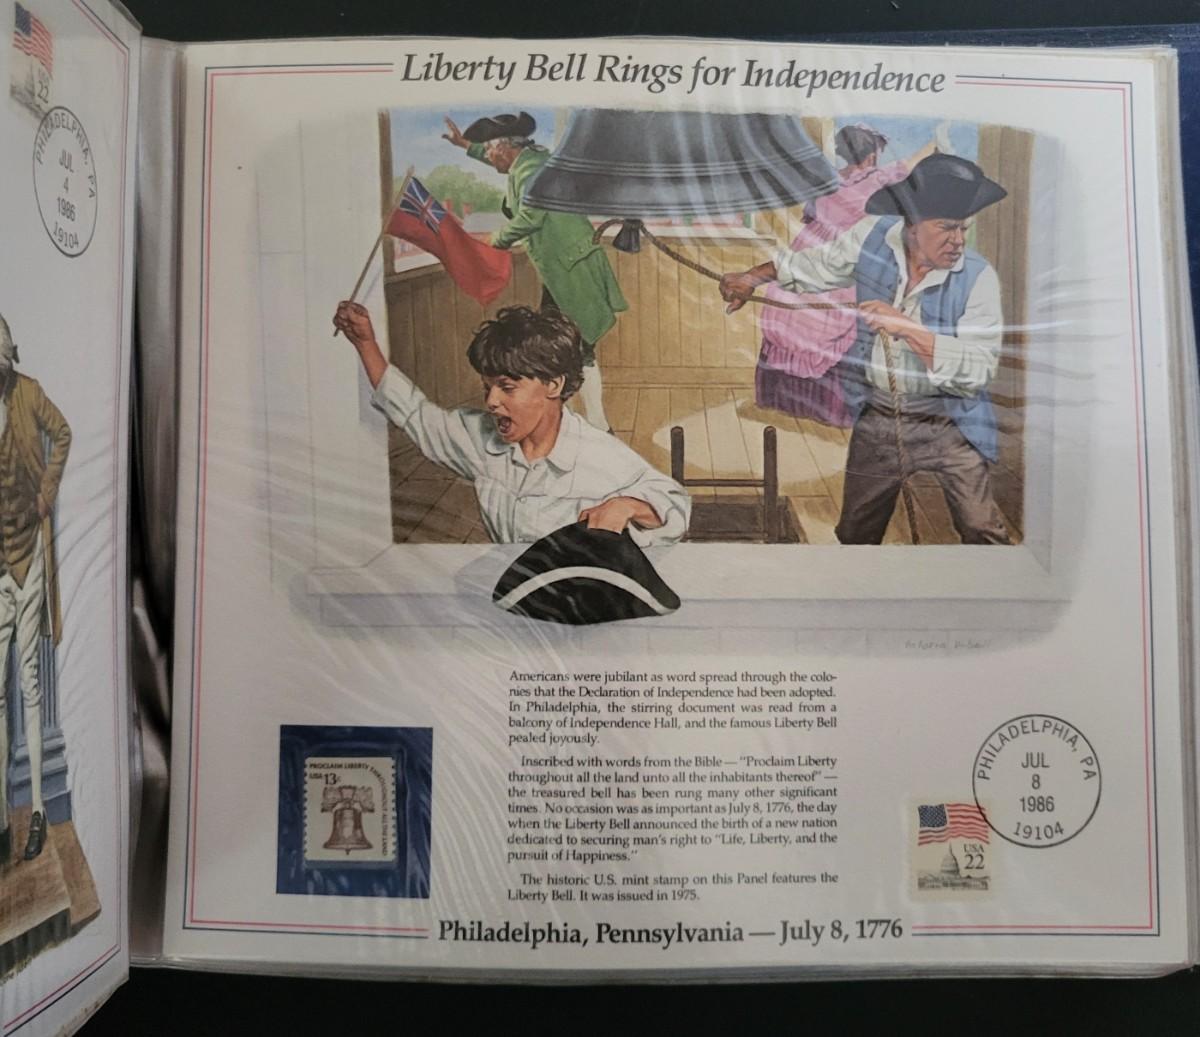 USA
22
PHILADELPHIA, PA
JUL
4
1986
19104
Liberty Bell Rings for Independence
Americans were jubilant as word spread through the colo-
nies that the Declaration of Independence had been adopted.
In Philadelphia, the stirring document was read from a
balcony of Independence Hall, and the famous Liberty Bell
pealed joyously.
Inscribed with words from the Bible — "Proclaim Liberty
throughout all the land unto all the inhabitants thereof" —
the treasured bell has been rung many other significant
times. No occasion was as important as July 8, 1776, the day
when the Liberty Bell announced the birth of a new nation
dedicated to securing man's right to "Life, Liberty, and the
pursuit of Happiness."
The historic U.S. mint stamp on this Panel features the
Liberty Bell. It was issued in 1975.
PROCLAIM LIBERTY THROUGHOUT ALL THE LAND
USA 13c
PHILADELPHIA, PA
JUL
8
1986
19104
USA
22
Philadelphia, Pennsylvania — July 8, 1776